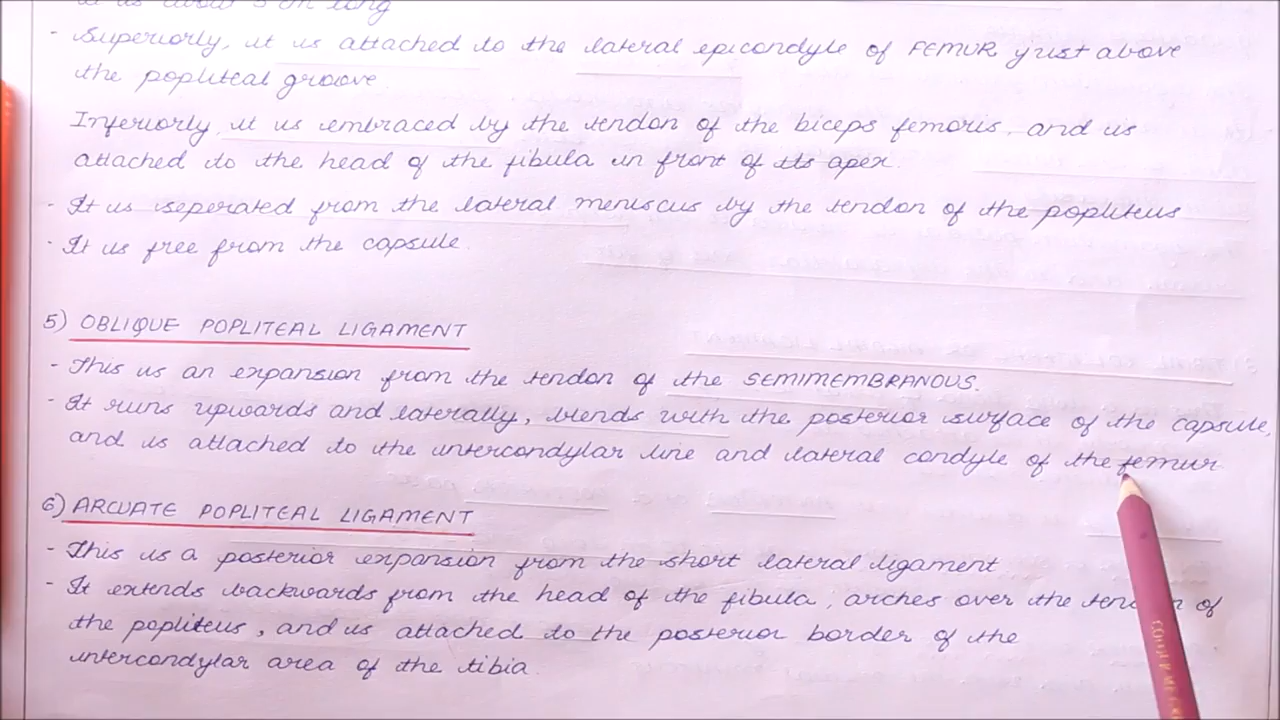 It is about 5 cm long
- Superiorly, it is attached to the lateral epicondyle of FEMUR just above
the popliteal groove.
Inferiorly, it is embraced by the tendon of the biceps femoris, and is
attached to the head of the fibula in front of its apex.
- It is seperated from the lateral meniscus by the tendon of the popliteus
- It is free from the capsule.
5) OBLIQUE POPLITEAL LIGAMENT
- This is an expansion from the tendon of the SEMIMEMBRANOUS.
- It runs upwards and laterally, blends with the posterior surface of the capsule,
and is attached to the intercondylar line and lateral condyle of the femur
6) ARCUATE POPLITEAL LIGAMENT
- This is a posterior expansion from the short lateral ligament
- It extends backwards from the head of the fibula, arches over the tendon of
the popliteus, and is attached to the posterior border of the
intercondylar area of the tibia.